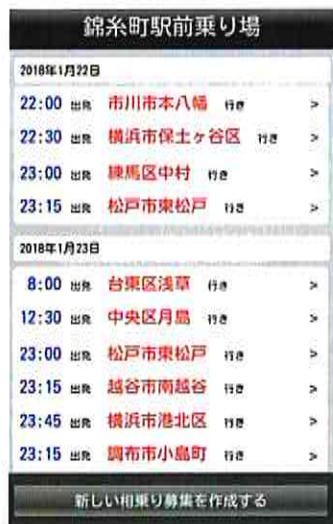 錦糸町駅前乗り場
2018年1月22日
22:00 出発 市川市本八幡 行き >
22:30 出発 横浜市保土ヶ谷区 行き >
23:00 出発 練馬区中村 行き >
23:15 出発 松戸市東松戸 行き >
2018年1月23日
8:00 出発 台東区浅草 行き >
12:30 出発 中央区月島 行き >
23:00 出発 松戸市東松戸 行き >
23:15 出発 越谷市南越谷 行き >
23:45 出発 横浜市港北区 行き >
23:15 出発 調布市小島町 行き >
新しい相乗り募集を作成する